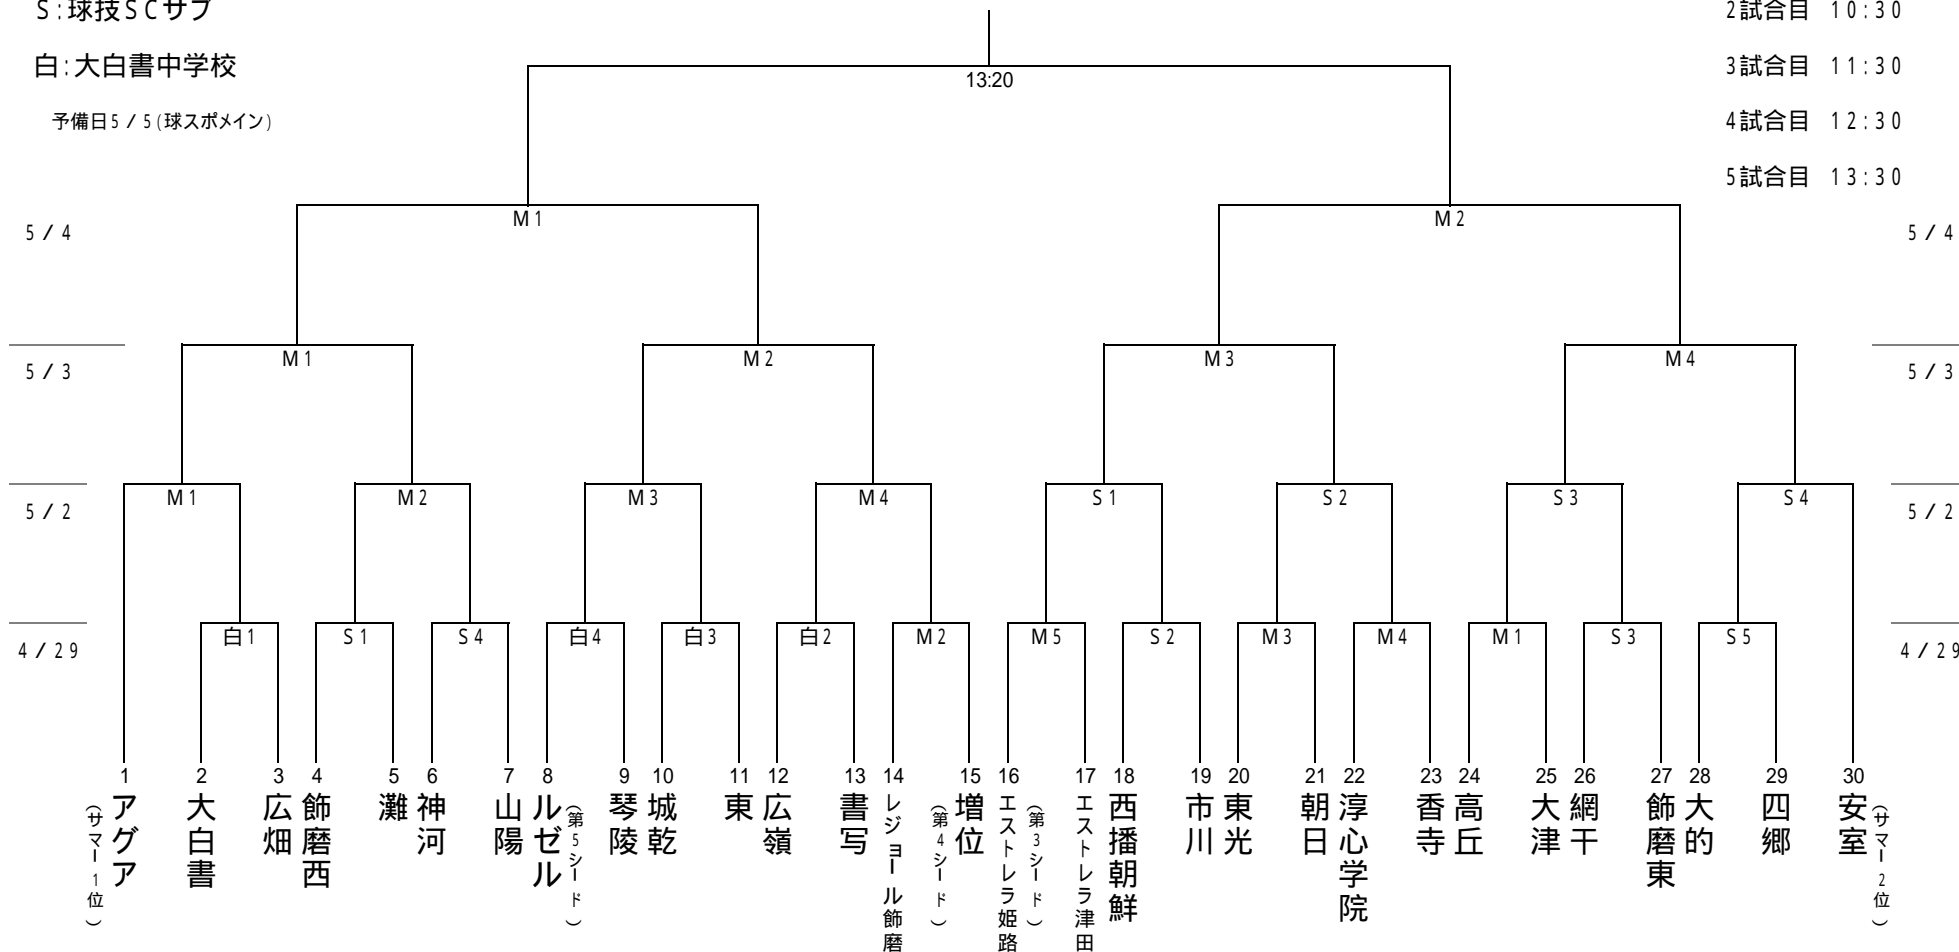 S:球技SCサブ
2試合目 10:30
白:大白書中学校
13:20
3試合目 11:30
予備日5/5(球スポメイン)
4試合目 12:30
5試合目 13:30
M1
M2
5/4
5/4
M1
M2
M3
M4
5/3
5/3
M1
M2
M3
M4
S1
S2
S3
S4
5/2
5/2
白1
S1
S4
白4
白3
白2
M2
M5
S2
M3
M4
M1
S3
S5
4/29
4/29
1
2
3
4
5
6
7
8
9
10
11
12
13
14
15
16
17
18
19
20
21
22
23
24
25
26
27
28
29
30
(サマー1位)
アグア
大白書
広畑
飾磨西
灘
神河
山陽
ルゼル
(第5シード)
琴陵
城乾
東
広嶺
書写
レジョール飾磨
(第4シード)
増位
エストレラ姫路
(第3シード)
エストレラ津田
西播朝鮮
市川
東光
朝日
淳心学院
香寺
高丘
大津
網干
飾磨東
大的
四郷
安室
(サマー2位)